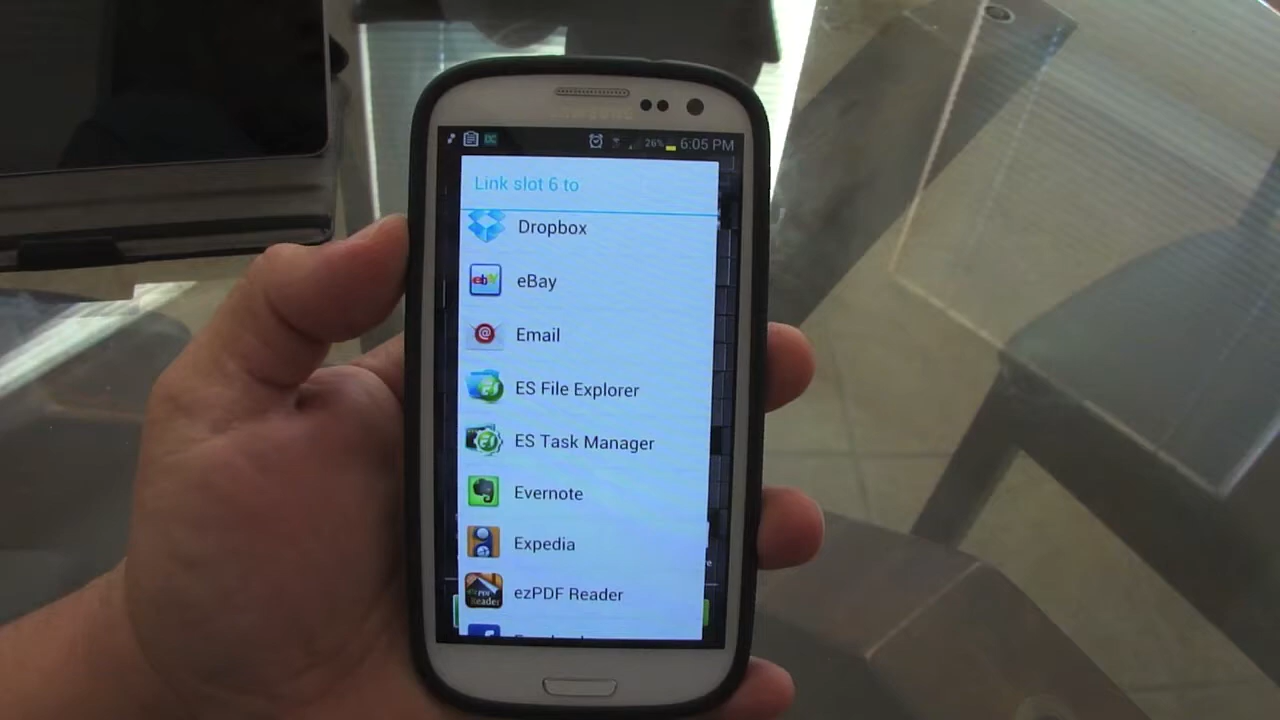 SAMSUNG
DC
26% 6:05 PM
Link slot 6 to
Dropbox
eBay
Email
ES File Explorer
ES Task Manager
Evernote
Expedia
ezPDF Reader